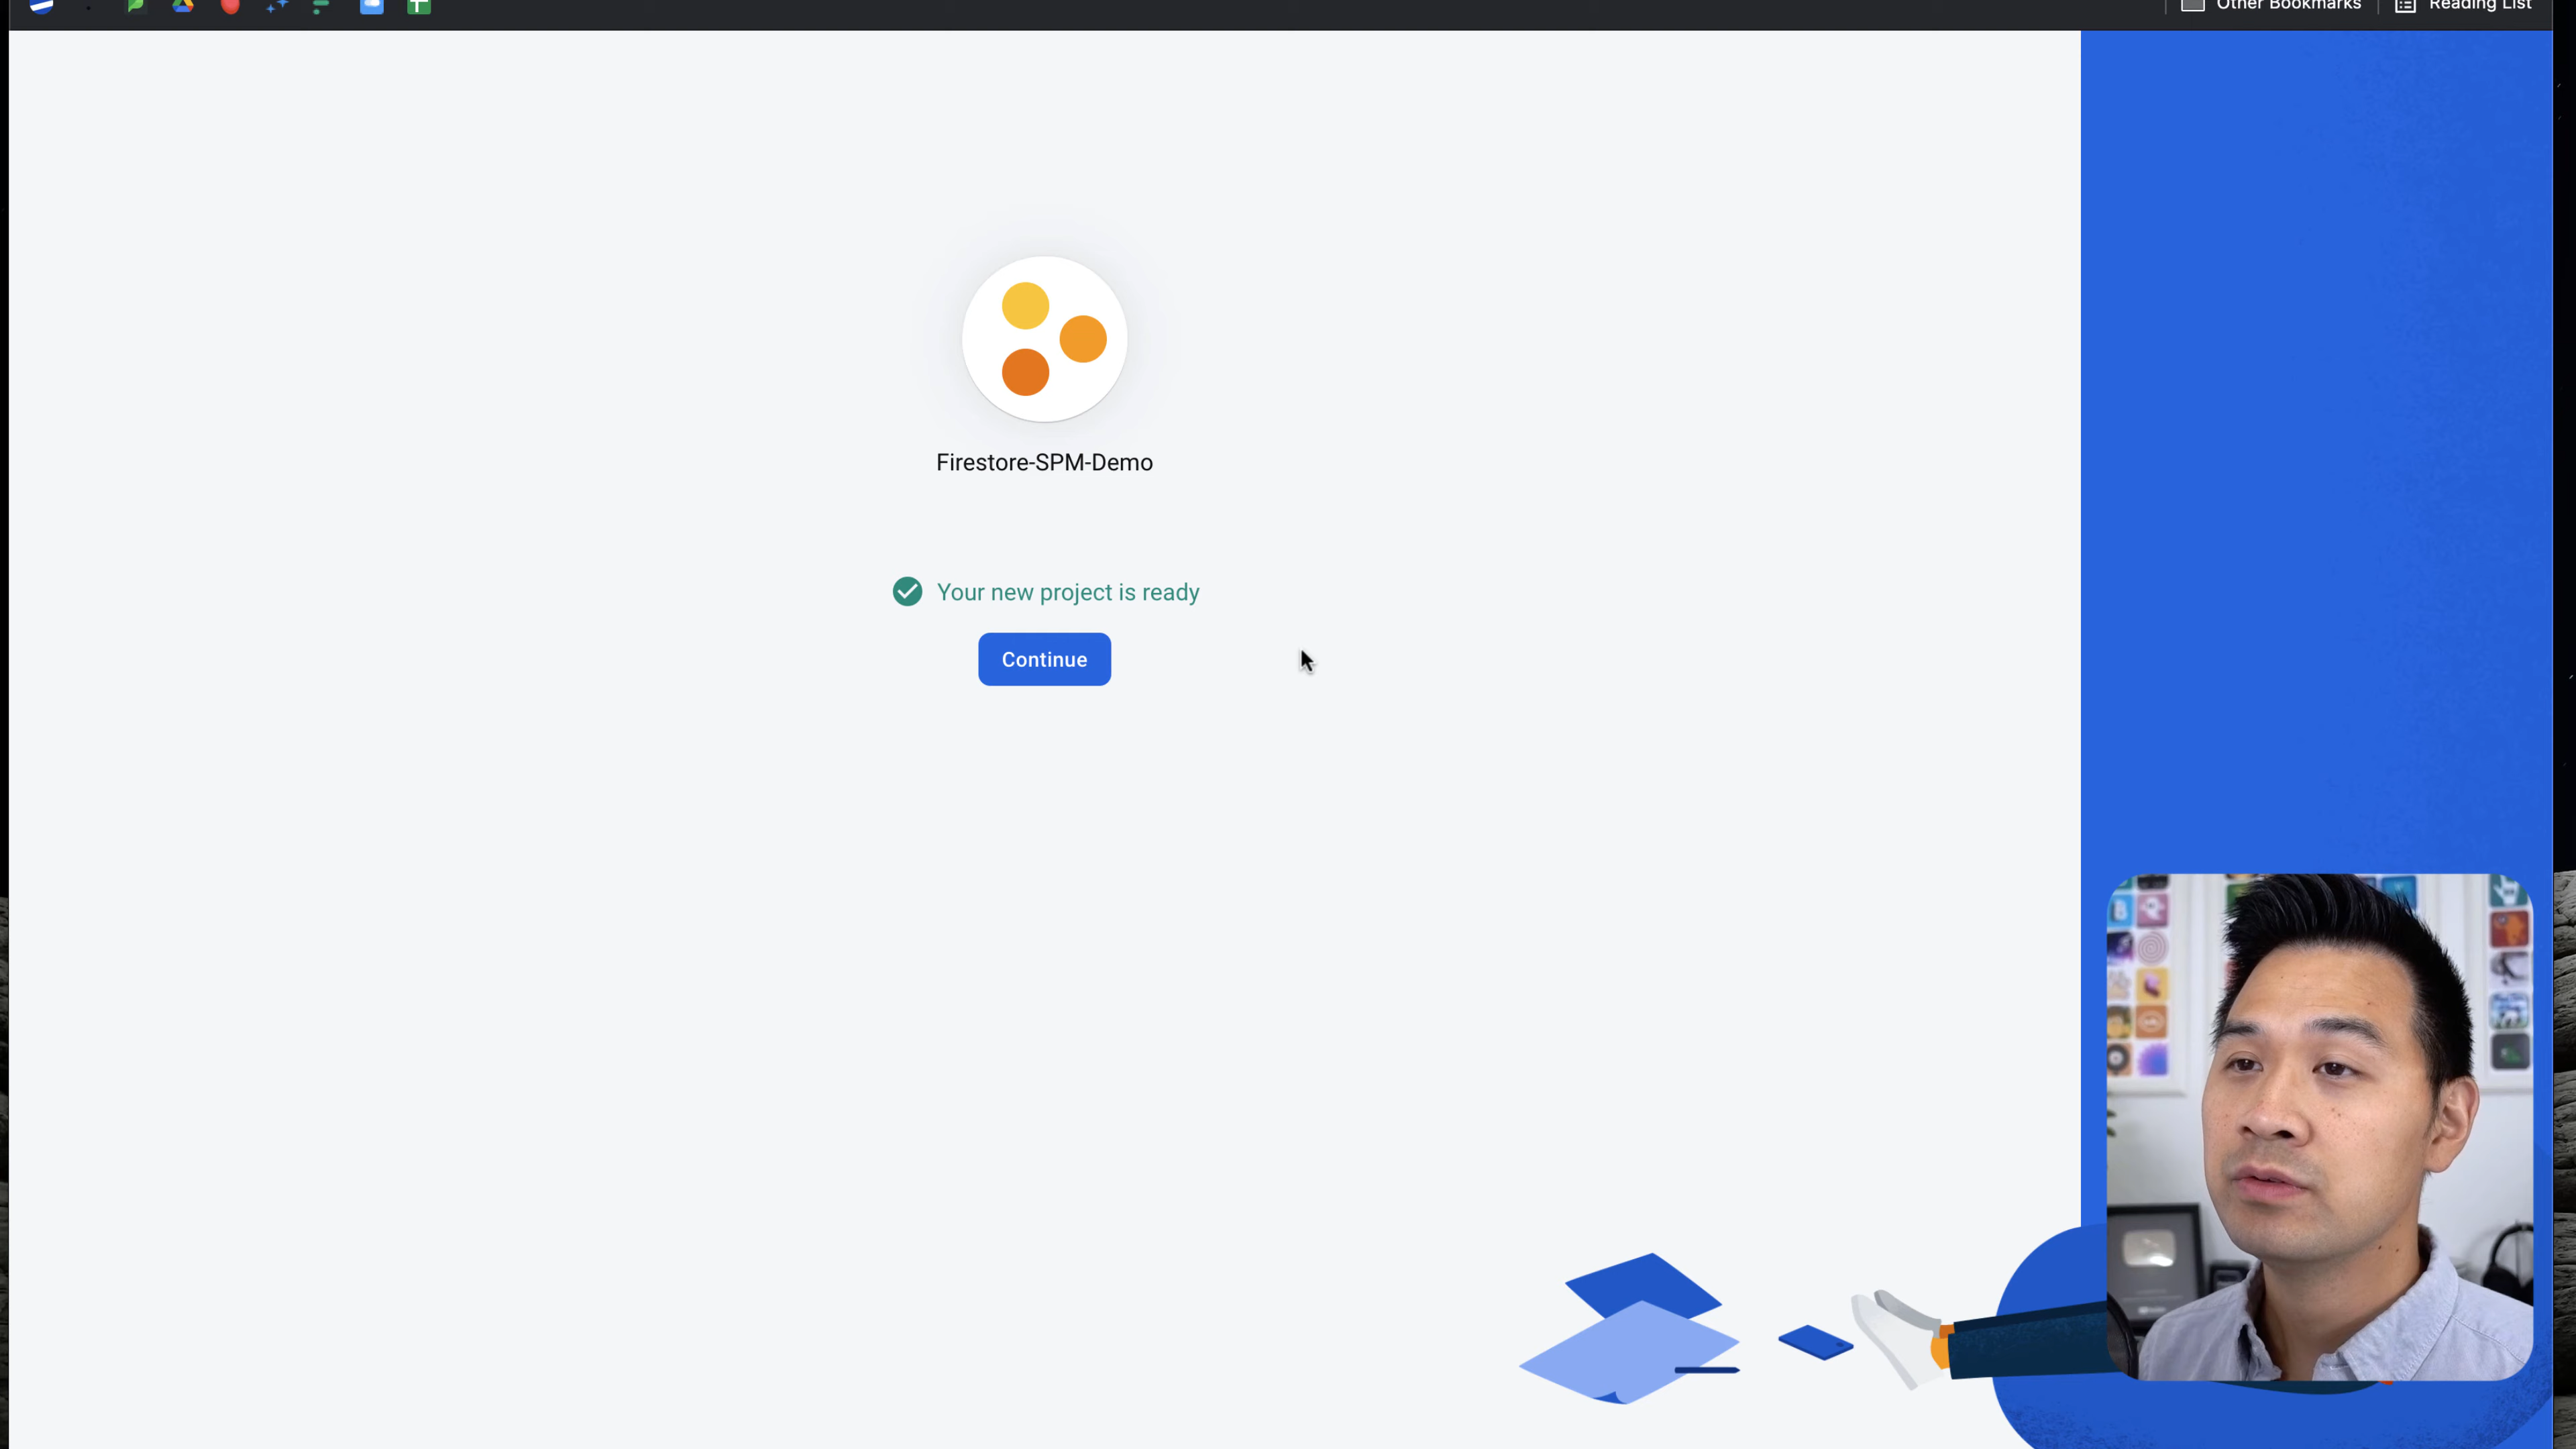 Other Bookmarks
Reading List
Firestore-SPM-Demo
Your new project is ready
Continue